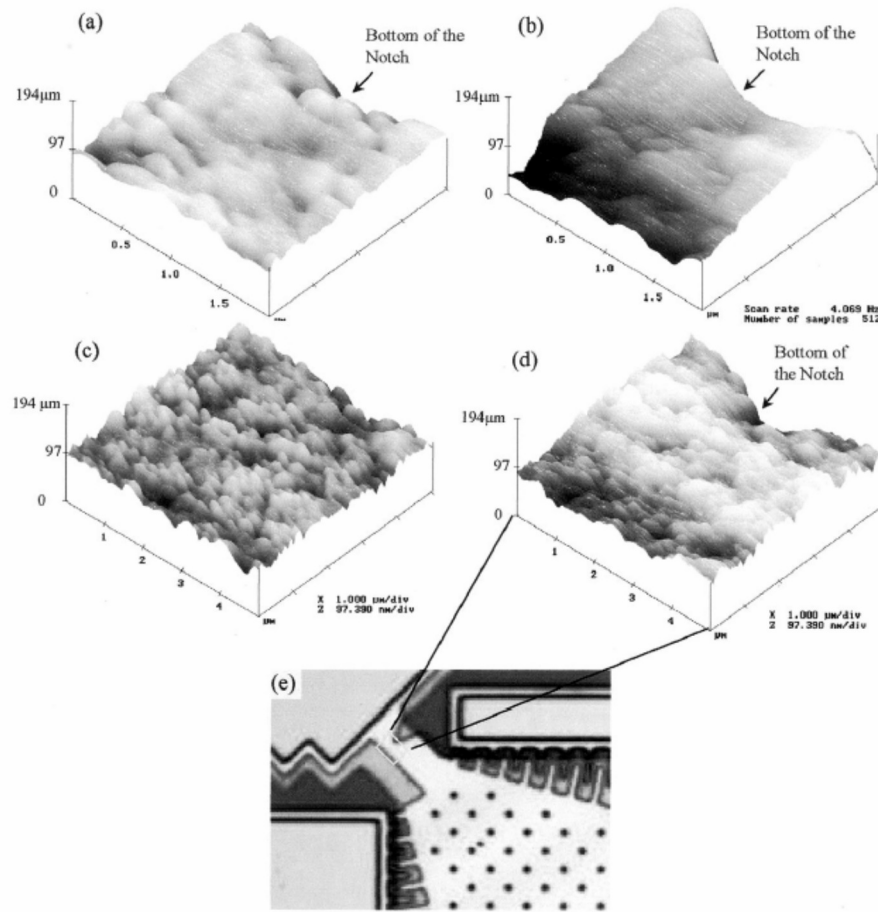 (a)
Bottom of the
Notch
194μm
97
0
0.5
1.0
1.5
μm
(b)
Bottom of the
Notch
194μm
97
0
0.5
1.0
1.5
μm
Scan rate 4.069 Hz
Number of samples 512
(c)
194 μm
97
0
1
2
3
4
μm
X 1.000 μm/div
Z 97.390 nm/div
(d)
Bottom of
the Notch
194μm
97
0
1
2
3
4
μm
X 1.000 μm/div
Z 97.390 nm/div
(e)